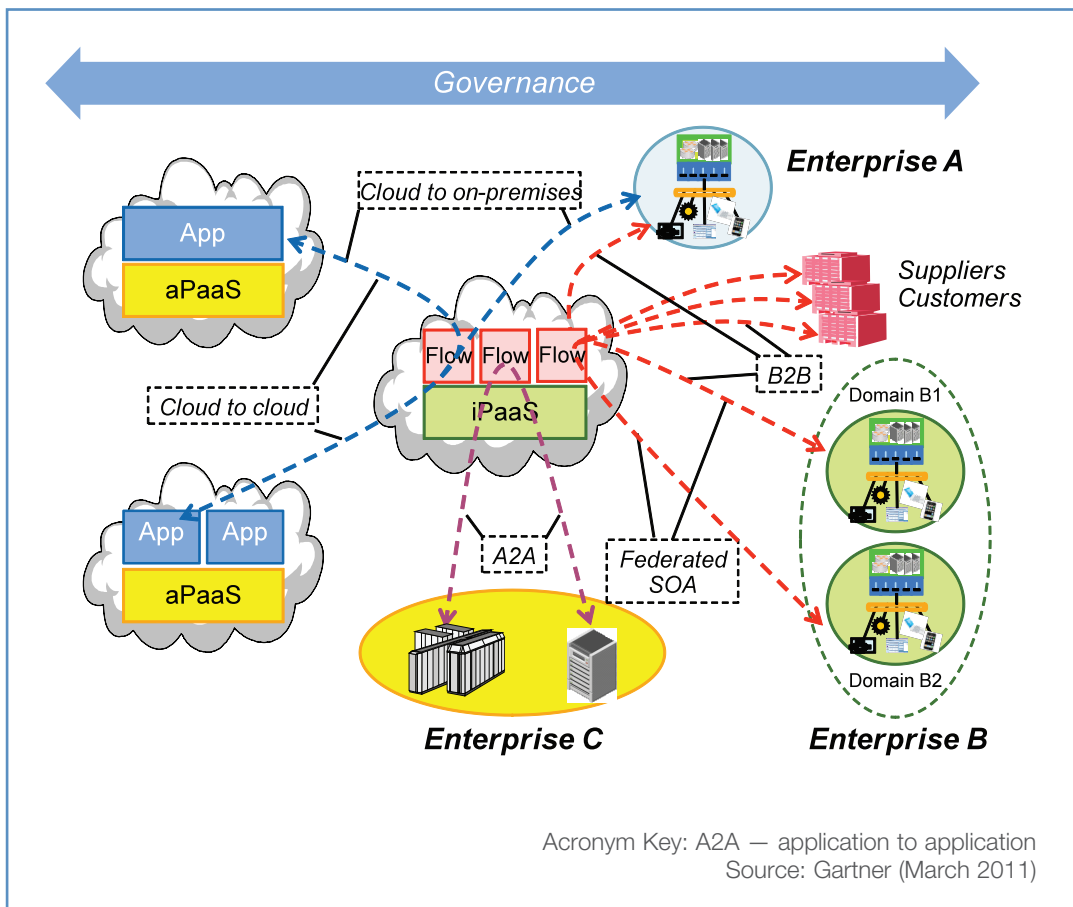 Governance
Enterprise A
Cloud to on-premises
App
aPaaS
Suppliers
Customers
Flow Flow Flow
iPaaS
B2B
Cloud to cloud
Domain B1
App App
aPaaS
A2A
Federated
SOA
Domain B2
Enterprise C
Enterprise B
Acronym Key: A2A — application to application
Source: Gartner (March 2011)